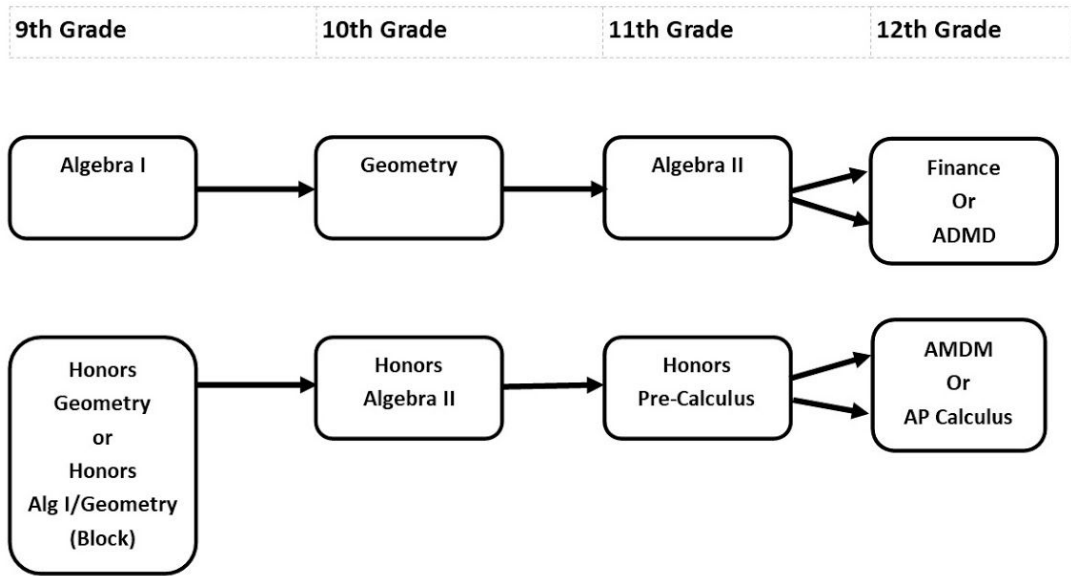 9th Grade
10th Grade
11th Grade
12th Grade
Algebra I
Geometry
Algebra II
Finance
Or
ADMD
Honors
Geometry
or
Honors
Alg I/Geometry
(Block)
Honors
Algebra II
Honors
Pre-Calculus
AMDM
Or
AP Calculus